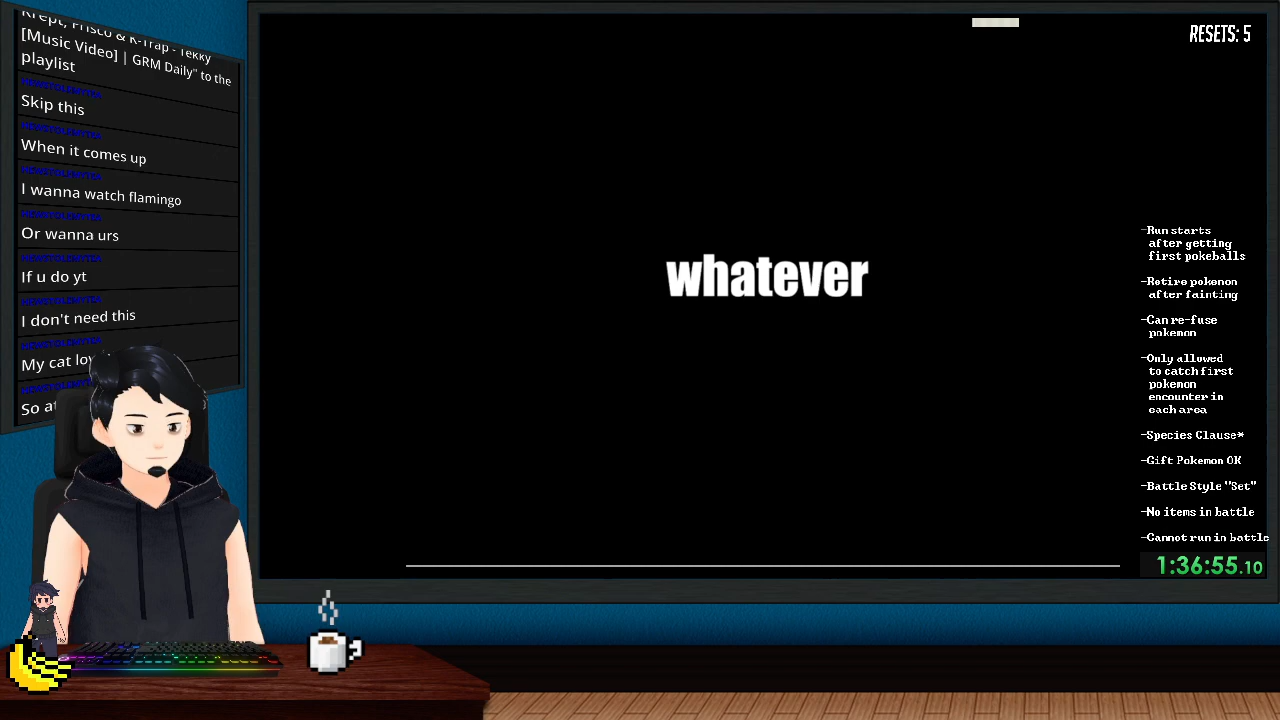 Krept, Frisco & K-Trap - Tekky
[Music Video] | GRM Daily" to the
playlist
Skip this
When it comes up
I wanna watch flamingo
Or wanna urs
If u do yt
I don't need this
My cat lov
So at
whatever
RESETS: 5
-Run starts
after getting
first pokeballs
-Retire pokemon
after fainting
-Can re-fuse
pokemon
-Only allowed
to catch first
pokemon
encounter in
each area
-Species Clause*
-Gift Pokemon OK
-Battle Style "Set"
-No items in battle
-Cannot run in battle
1:36:55.10